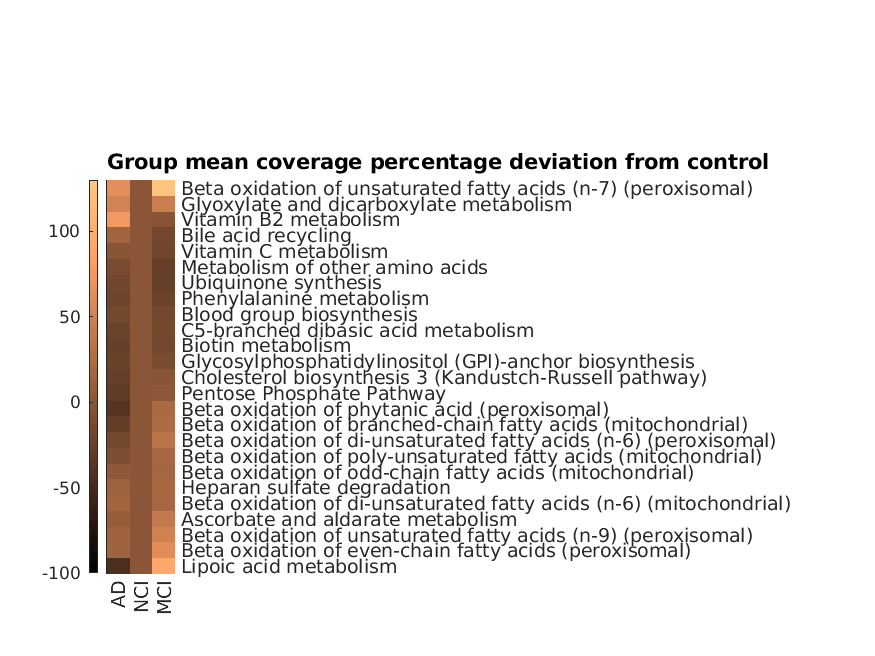 Group mean coverage percentage deviation from control
Beta oxidation of unsaturated fatty acids (n-7) (peroxisomal)
Glyoxylate and dicarboxylate metabolism
Vitamin B2 metabolism
Bile acid recycling
Vitamin C metabolism
Metabolism of other amino acids
Ubiquinone synthesis
Phenylalanine metabolism
Blood group biosynthesis
C5-branched dibasic acid metabolism
Biotin metabolism
Glycosylphosphatidylinositol (GPI)-anchor biosynthesis
Cholesterol biosynthesis 3 (Kandustch-Russell pathway)
Pentose Phosphate Pathway
Beta oxidation of phytanic acid (peroxisomal)
Beta oxidation of branched-chain fatty acids (mitochondrial)
Beta oxidation of di-unsaturated fatty acids (n-6) (peroxisomal)
Beta oxidation of poly-unsaturated fatty acids (mitochondrial)
Beta oxidation of odd-chain fatty acids (mitochondrial)
Heparan sulfate degradation
Beta oxidation of di-unsaturated fatty acids (n-6) (mitochondrial)
Ascorbate and aldarate metabolism
Beta oxidation of unsaturated fatty acids (n-9) (peroxisomal)
Beta oxidation of even-chain fatty acids (peroxisomal)
Lipoic acid metabolism
100
50
0
-50
-100
AD
NCI
MCI